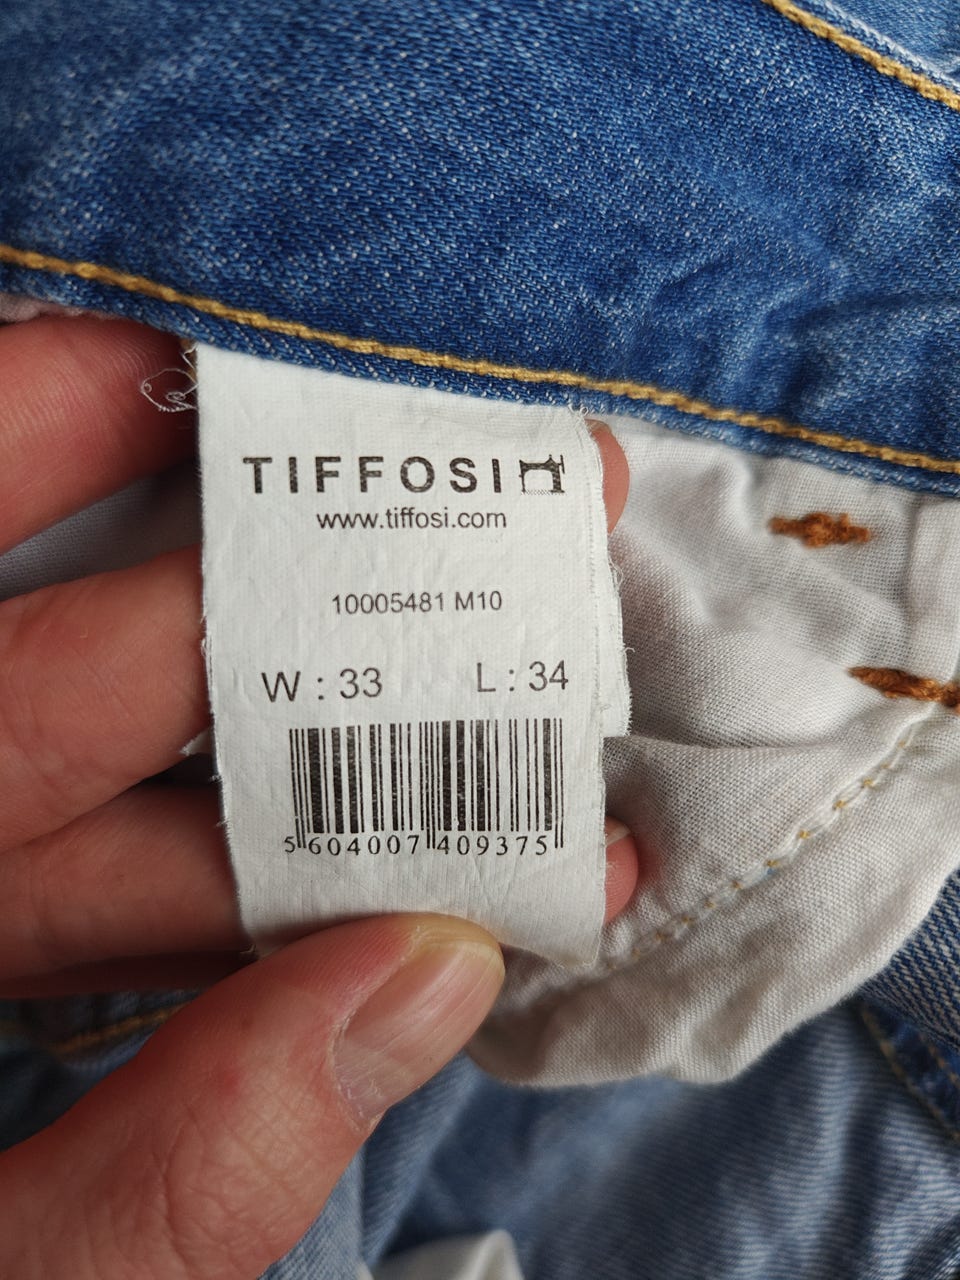 TIFFOSI
www.tiffosi.com
10005481 M10
W : 33 L : 34
5 604007 409375